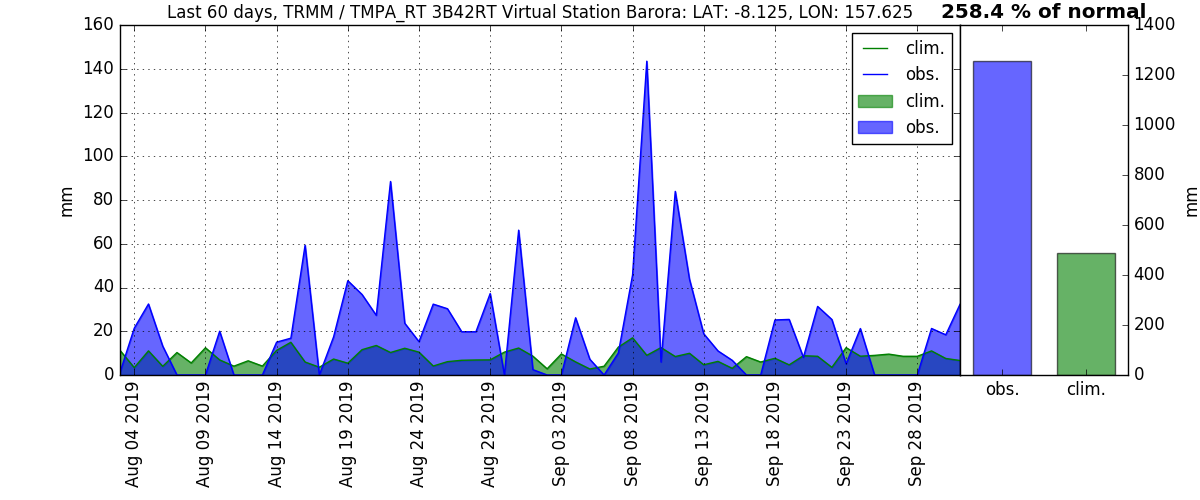 Last 60 days, TRMM / TMPA_RT 3B42RT Virtual Station Barora: LAT: -8.125, LON: 157.625
258.4 % of normal
160
140
120
100
80
60
40
20
0
mm
clim.
obs.
clim.
obs.
1400
1200
1000
800
600
400
200
0
mm
obs.
clim.
Aug 04 2019
Aug 09 2019
Aug 14 2019
Aug 19 2019
Aug 24 2019
Aug 29 2019
Sep 03 2019
Sep 08 2019
Sep 13 2019
Sep 18 2019
Sep 23 2019
Sep 28 2019